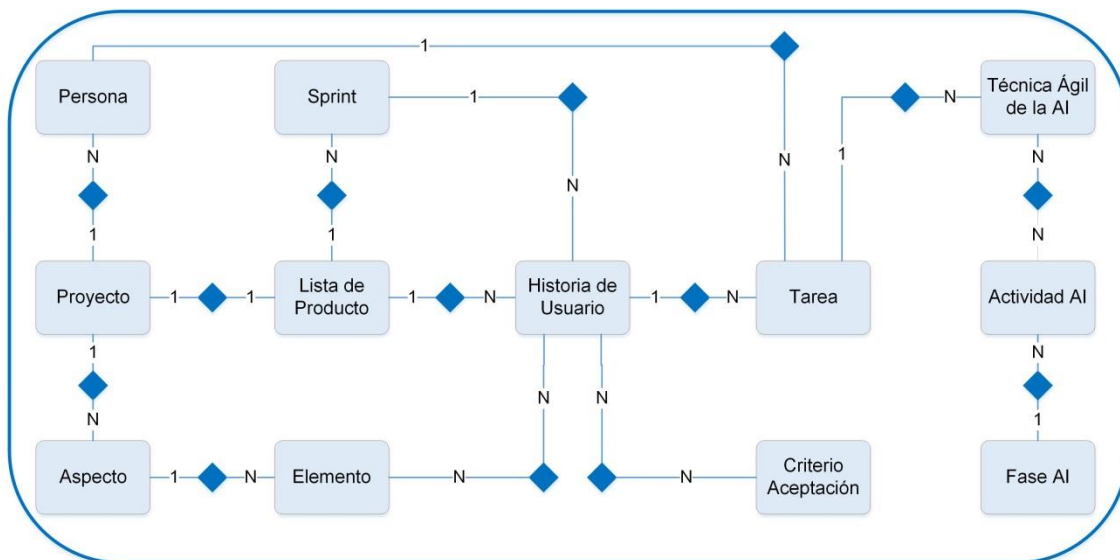 1
Persona
Sprint
1
N
Técnica Ágil
de la AI
N
N
1
N
N
N
1
N
1
1
N
Proyecto
1
1
Lista de
Producto
1
N
Historia de
Usuario
1
N
Tarea
Actividad AI
1
N
N
N
N
1
Aspecto
1
N
Elemento
N
N
Criterio
Aceptación
Fase AI